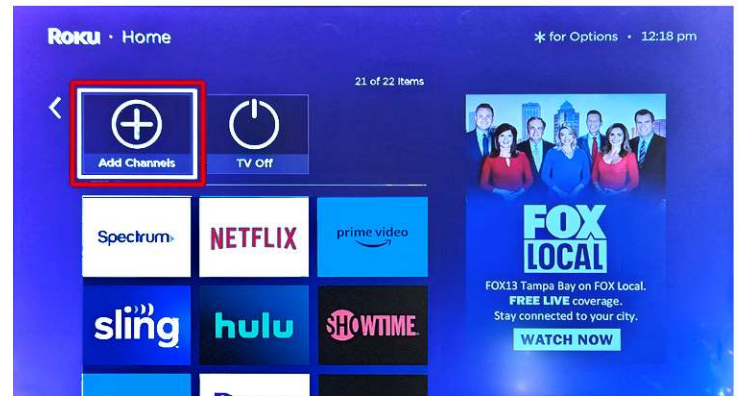 Roku · Home
* for Options · 12:18 pm
21 of 22 Items
Add Channels
TV Off
Spectrum
NETFLIX
prime video
sling
hulu
SHOWTIME
FOX
LOCAL
FOX13 Tampa Bay on FOX Local.
FREE LIVE coverage.
Stay connected to your city.
WATCH NOW